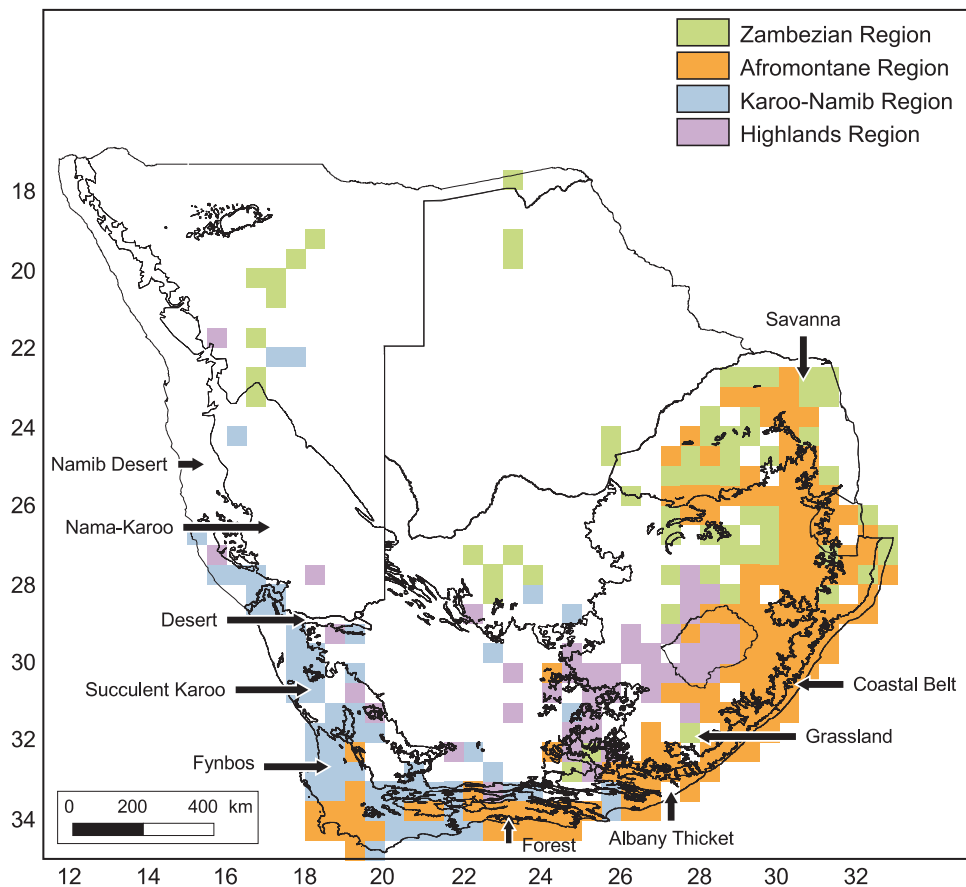 Zambezian Region
Afromontane Region
Karoo-Namib Region
Highlands Region
18
20
22
24
26
28
30
32
34
Savanna
Namib Desert
Nama-Karoo
Desert
Succulent Karoo
Coastal Belt
Grassland
Fynbos
0 200 400 km
Forest
Albany Thicket
12 14 16 18 20 22 24 26 28 30 32